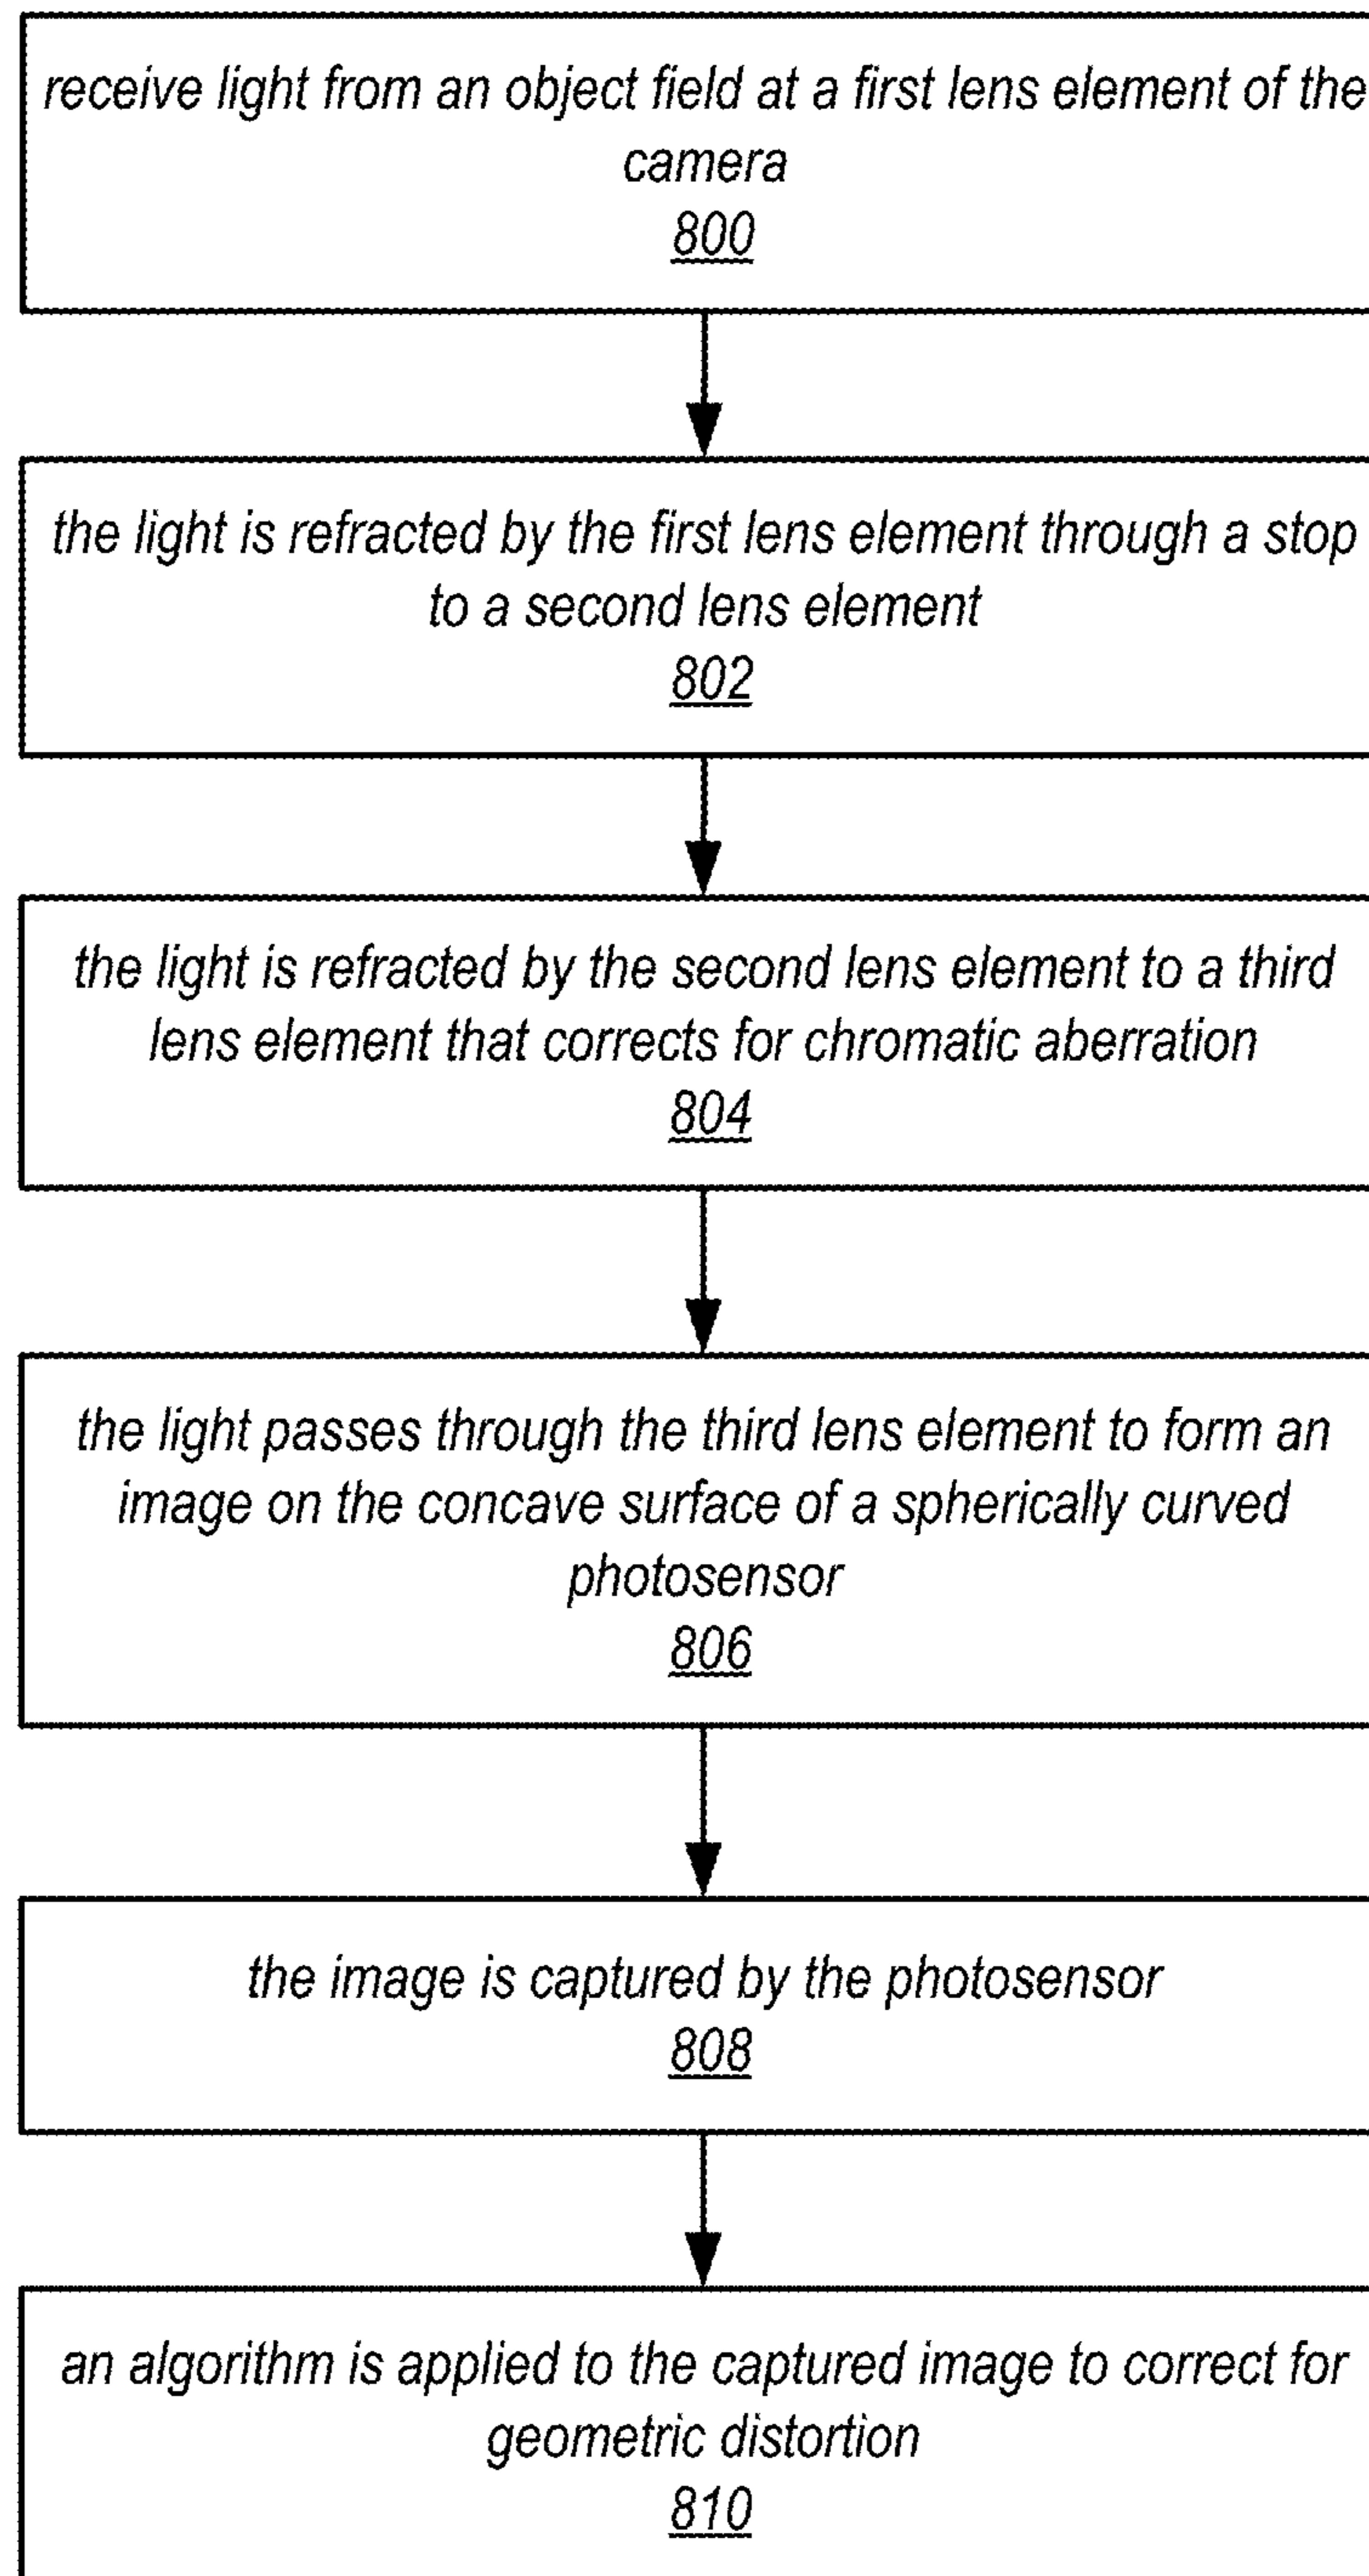 receive light from an object field at a first lens element of the
camera
800
the light is refracted by the first lens element through a stop
to a second lens element
802
the light is refracted by the second lens element to a third
lens element that corrects for chromatic aberration
804
the light passes through the third lens element to form an
image on the concave surface of a spherically curved
photosensor
806
the image is captured by the photosensor
808
an algorithm is applied to the captured image to correct for
geometric distortion
810